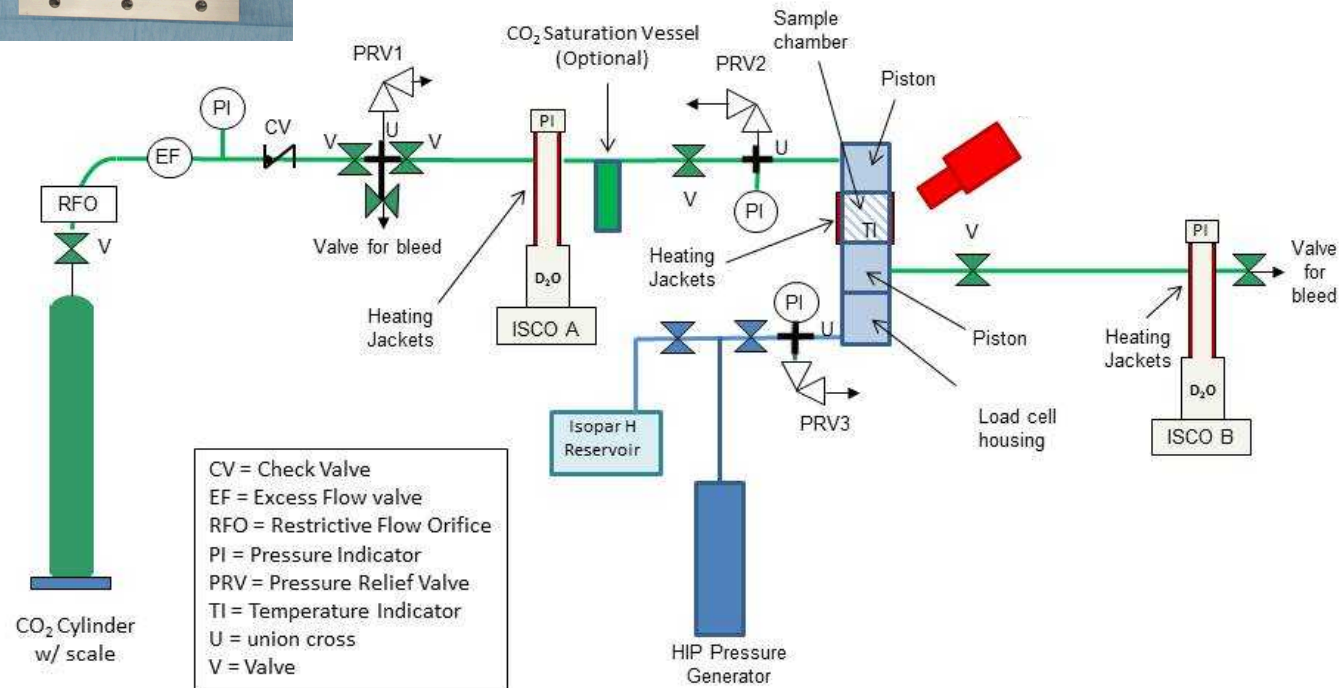 CO₂ Saturation Vessel
(Optional)
Sample
chamber
PRV1
PRV2
Piston
PI
CV
V
U
V
PI
U
EF
RFO
V
Valve for bleed
V
PI
TI
V
PI
Valve
for
bleed
Heating
Jackets
D₂O
ISCO A
Heating
Jackets
PI
U
Piston
Heating
Jackets
D₂O
ISCO B
PRV3
Load cell
housing
Isopar H
Reservoir
CV = Check Valve
EF = Excess Flow valve
RFO = Restrictive Flow Orifice
PI = Pressure Indicator
PRV = Pressure Relief Valve
TI = Temperature Indicator
U = union cross
V = Valve
CO₂ Cylinder
w/ scale
HIP Pressure
Generator